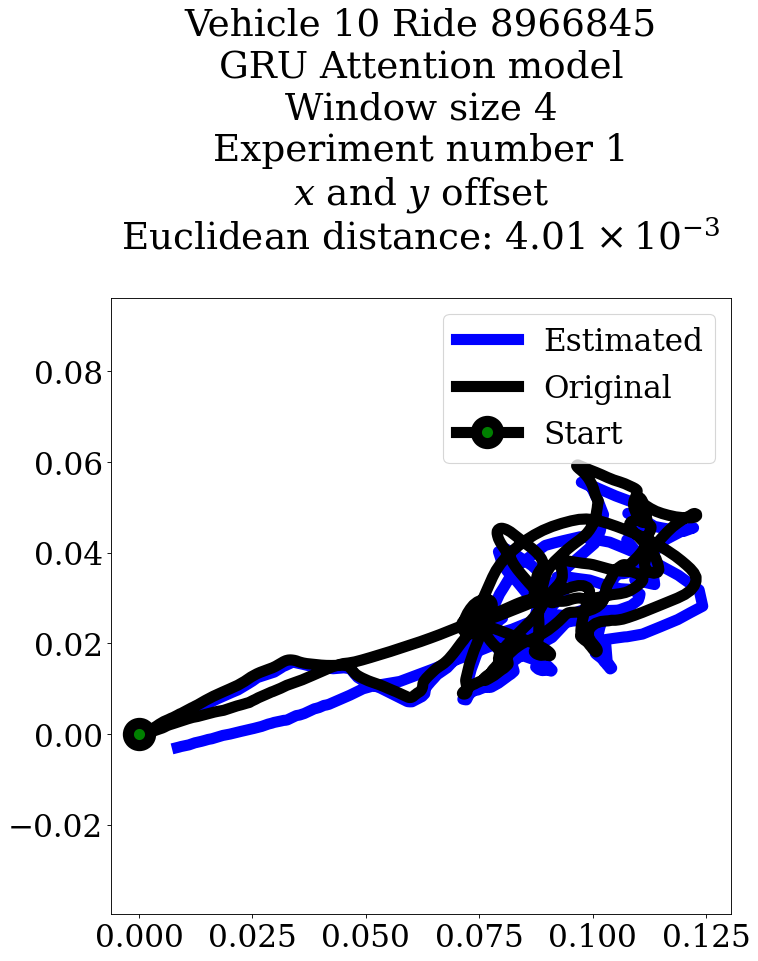 Vehicle 10 Ride 8966845
GRU Attention model
Window size 4
Experiment number 1
x and y offset
Euclidean distance: 4.01 × 10⁻³
Estimated
Original
Start
0.08
0.06
0.04
0.02
0.00
−0.02
0.000 0.025 0.050 0.075 0.100 0.125